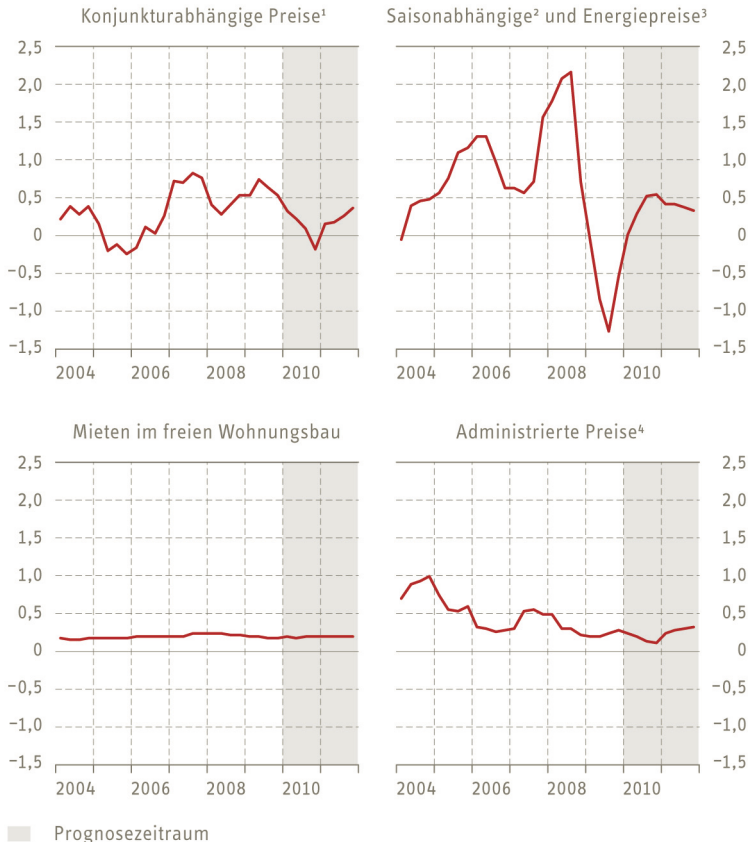 Konjunkturabhängige Preise¹
Saisonabhängige² und Energiepreise³
2,5 2,5
2,0 2,0
1,5 1,5
1,0 1,0
0,5 0,5
0 0
−0,5 −0,5
−1,0 −1,0
−1,5 −1,5
2004 2006 2008 2010 2004 2006 2008 2010
Mieten im freien Wohnungsbau
Administrierte Preise⁴
2,5 2,5
2,0 2,0
1,5 1,5
1,0 1,0
0,5 0,5
0 0
−0,5 −0,5
−1,0 −1,0
−1,5 −1,5
2004 2006 2008 2010 2004 2006 2008 2010
Prognosezeitraum